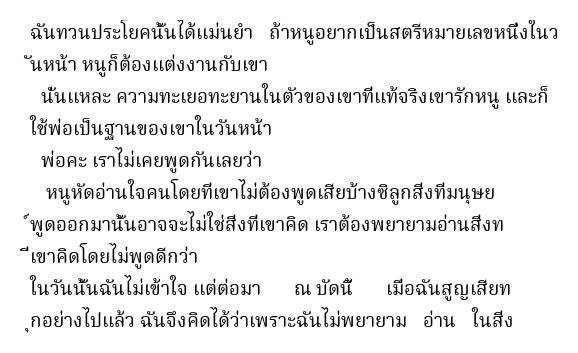 ฉันทวนประโยคนั้นได้แม่นยำ ถ้าหนูอยากเป็นสตรีหมายเลขหนึ่งในว
ันหน้า หนูก็ต้องแต่งงานกับเขา
นั่นแหละ ความทะเยอทะยานในตัวของเขาที่แท้จริงเขารักหนู และก็
ใช้พ่อเป็นฐานของเขาในวันหน้า
พ่อคะ เราไม่เคยพูดกันเลยว่า
หนูหัดอ่านใจคนโดยที่เขาไม่ต้องพูดเสียบ้างซิลูกสิ่งที่มนุษย
์พูดออกมานั้นอาจจะไม่ใช่สิ่งที่เขาคิด เราต้องพยายามอ่านสิ่งท
ี่เขาคิดโดยไม่พูดดีกว่า
ในวันนั้นฉันไม่เข้าใจ แต่ต่อมา ณ บัดนี้ เมื่อฉันสูญเสียท
ุกอย่างไปแล้ว ฉันจึงคิดได้ว่าเพราะฉันไม่พยายาม อ่าน ในสิ่ง